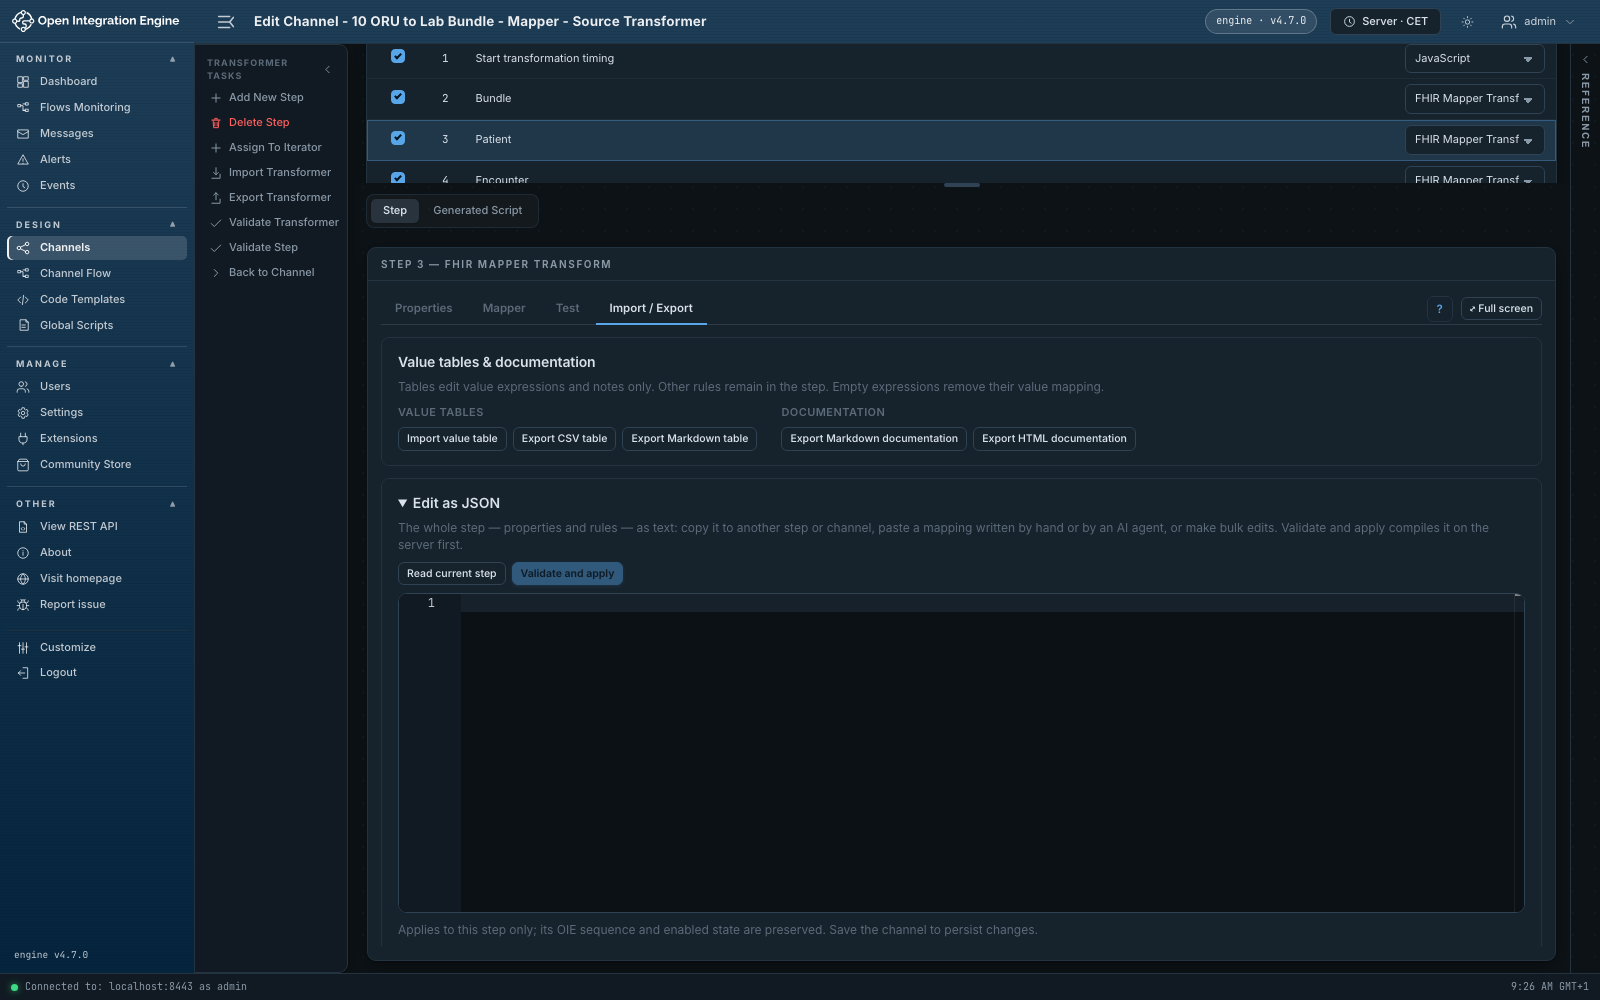 Open Integration Engine
Edit Channel - 10 ORU to Lab Bundle - Mapper - Source Transformer
engine · v4.7.0
Server · CET
admin
MONITOR
Dashboard
Flows Monitoring
Messages
Alerts
Events
DESIGN
Channels
Channel Flow
Code Templates
Global Scripts
MANAGE
Users
Settings
Extensions
Community Store
OTHER
View REST API
About
Visit homepage
Report issue
Customize
Logout
engine v4.7.0
TRANSFORMER
TASKS
Add New Step
Delete Step
Assign To Iterator
Import Transformer
Export Transformer
Validate Transformer
Validate Step
Back to Channel
1 Start transformation timing JavaScript
2 Bundle FHIR Mapper Transf
3 Patient FHIR Mapper Transf
4 Encounter FHIR Mapper Transf
REFERENCE
Step Generated Script
STEP 3 — FHIR MAPPER TRANSFORM
Properties Mapper Test Import / Export ? Full screen
Value tables & documentation
Tables edit value expressions and notes only. Other rules remain in the step. Empty expressions remove their value mapping.
VALUE TABLES DOCUMENTATION
Import value table Export CSV table Export Markdown table Export Markdown documentation Export HTML documentation
Edit as JSON
The whole step — properties and rules — as text: copy it to another step or channel, paste a mapping written by hand or by an AI agent, or make bulk edits. Validate and apply compiles it on the
server first.
Read current step Validate and apply
1
Applies to this step only; its OIE sequence and enabled state are preserved. Save the channel to persist changes.
Connected to: localhost:8443 as admin
9:26 AM GMT+1